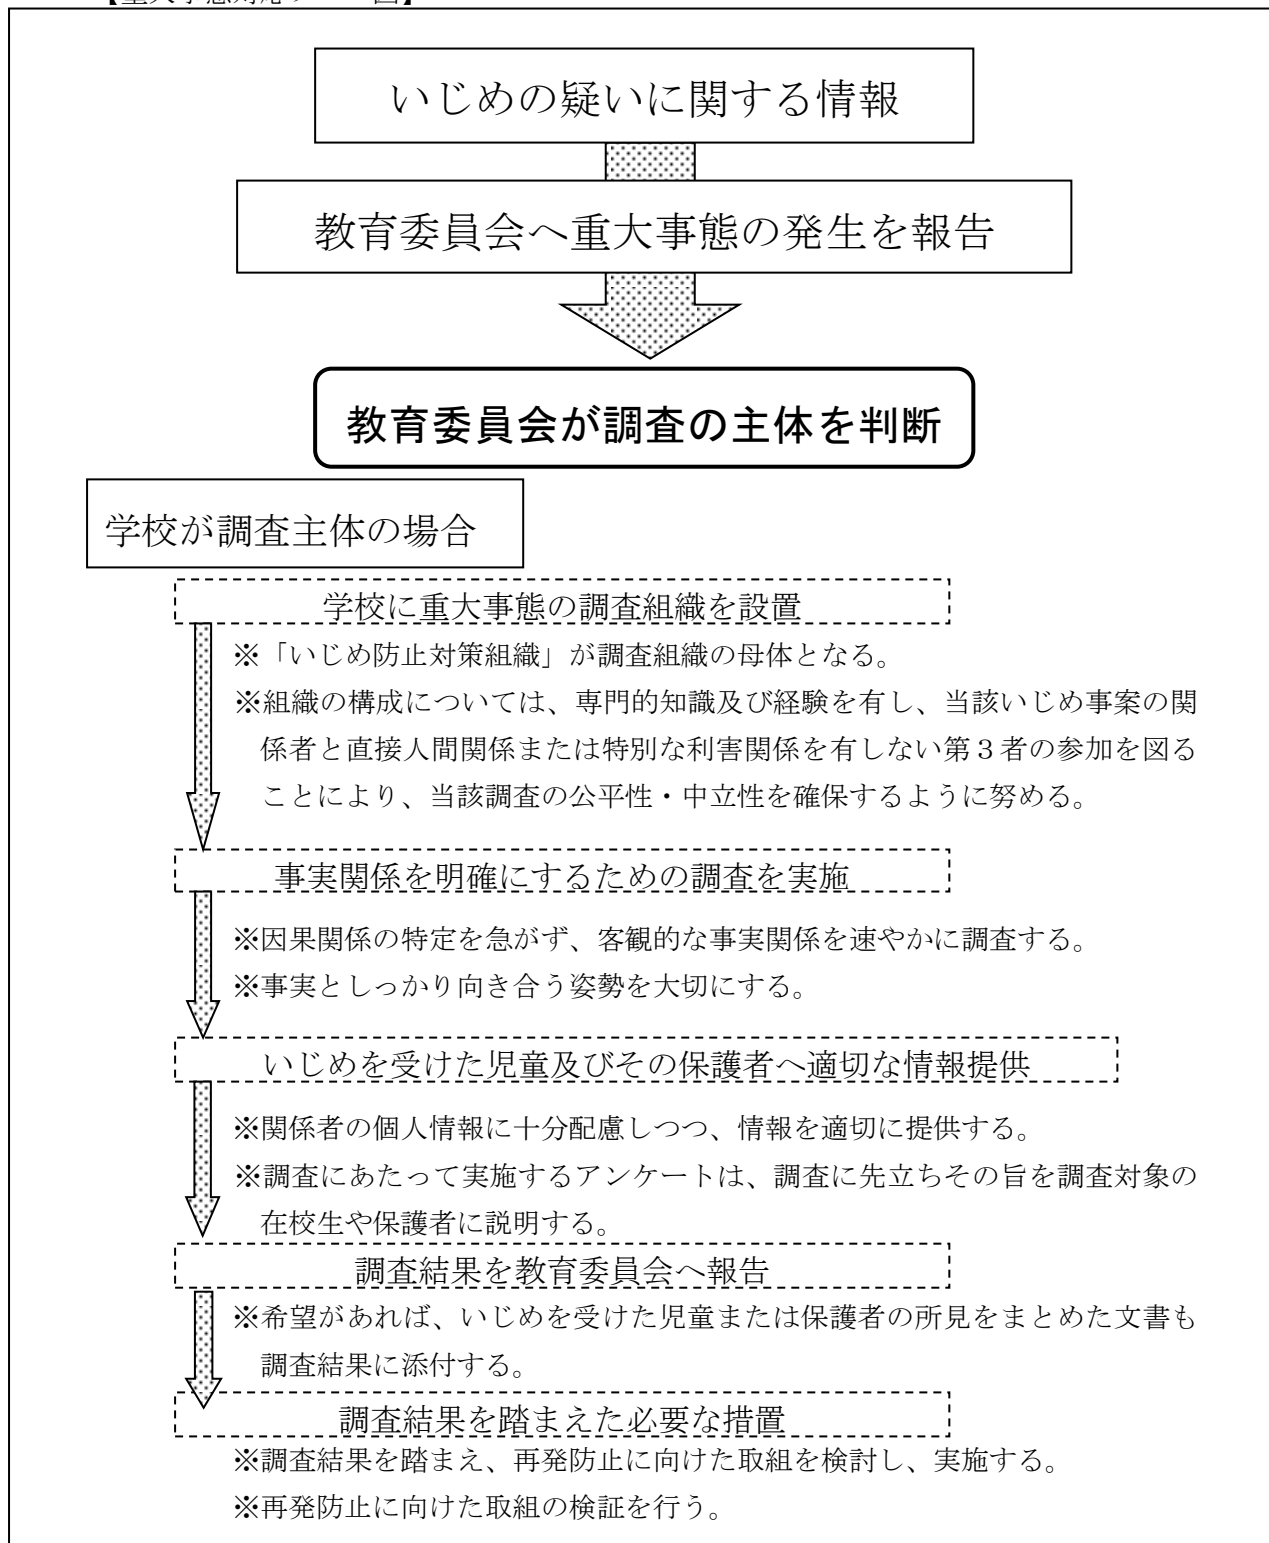 いじめの疑いに関する情報
教育委員会へ重大事態の発生を報告
教育委員会が調査の主体を判断
学校が調査主体の場合
学校に重大事態の調査組織を設置
※「いじめ防止対策組織」が調査組織の母体となる。
※組織の構成については、専門的知識及び経験を有し、当該いじめ事案の関
係者と直接人間関係または特別な利害関係を有しない第3者の参加を図る
ことにより、当該調査の公平性・中立性を確保するように努める。
事実関係を明確にするための調査を実施
※因果関係の特定を急がず、客観的な事実関係を速やかに調査する。
※事実としっかり向き合う姿勢を大切にする。
いじめを受けた児童及びその保護者へ適切な情報提供
※関係者の個人情報に十分配慮しつつ、情報を適切に提供する。
※調査にあたって実施するアンケートは、調査に先立ちその旨を調査対象の
在校生や保護者に説明する。
調査結果を教育委員会へ報告
※希望があれば、いじめを受けた児童または保護者の所見をまとめた文書も
調査結果に添付する。
調査結果を踏まえた必要な措置
※調査結果を踏まえ、再発防止に向けた取組を検討し、実施する。
※再発防止に向けた取組の検証を行う。